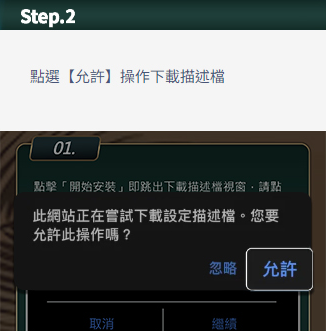 Step.2
點選【允許】操作下載描述檔
01.
點擊「開始安裝」即跳出下載描述檔視窗，請點
此網站正在嘗試下載設定描述檔。您要
允許此操作嗎？
忽略
允許
取消
繼續